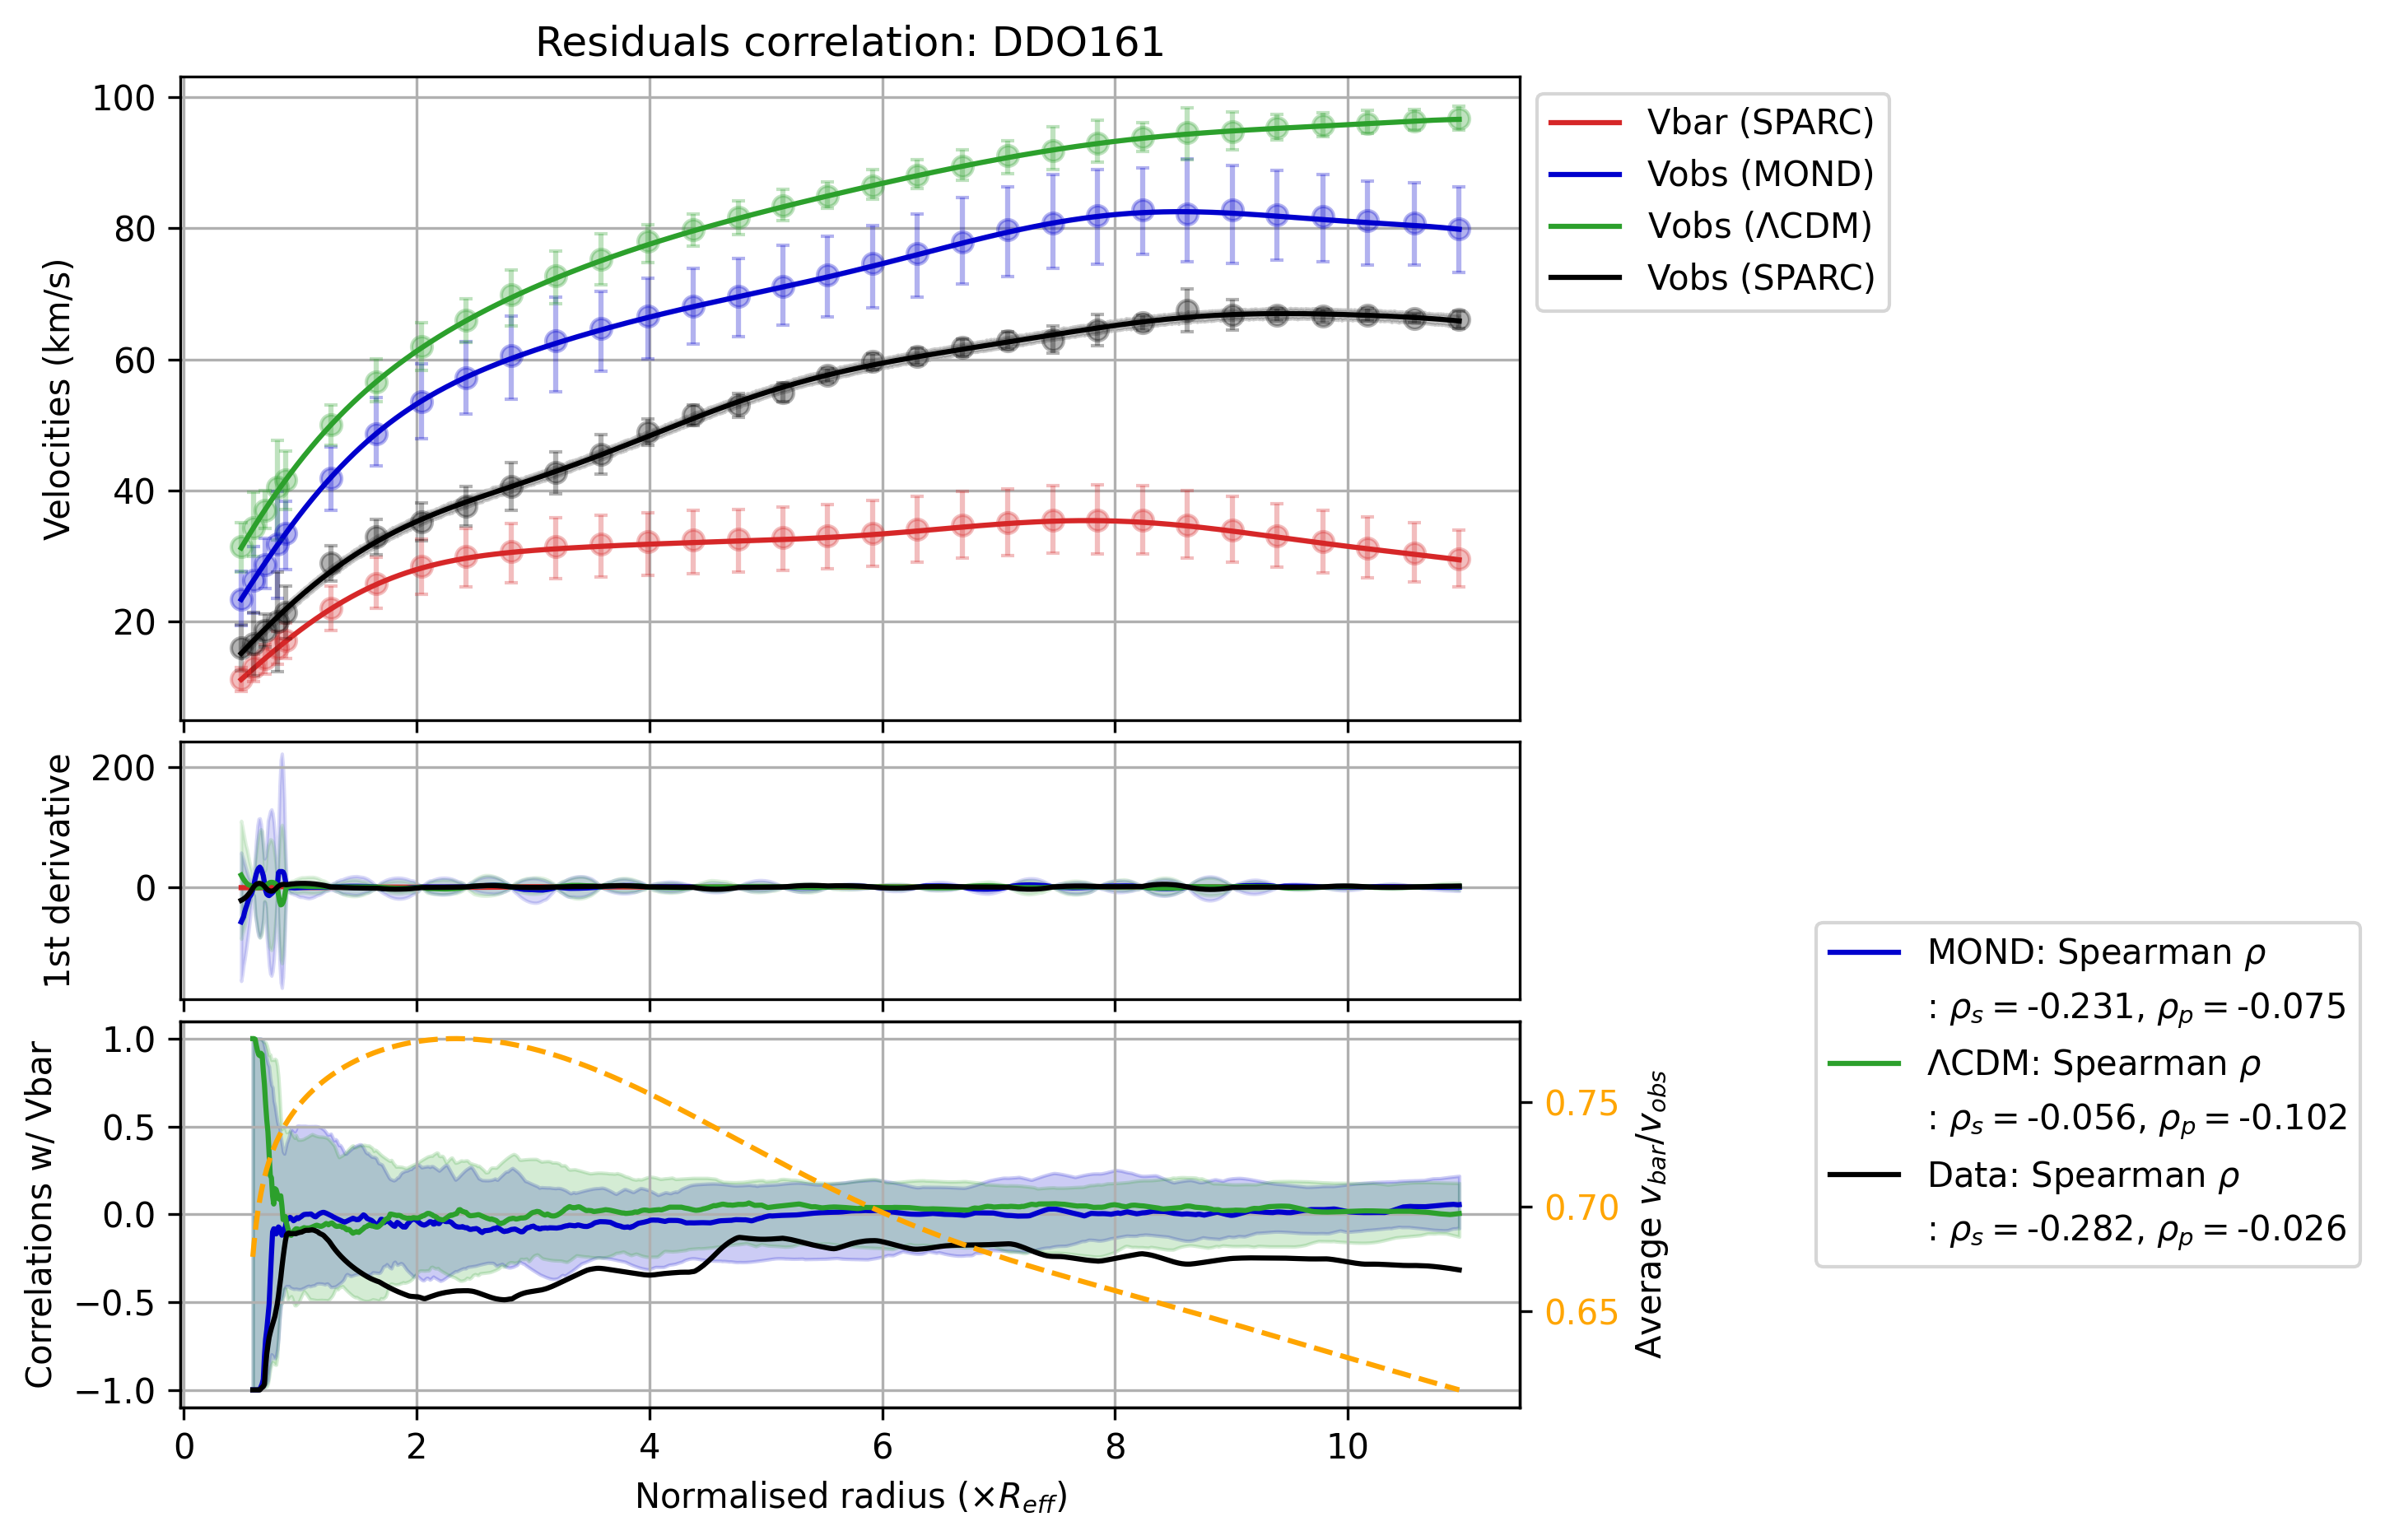 Residuals correlation: DDO161
100
80
60
40
20
Velocities (km/s)
Vbar (SPARC)
Vobs (MOND)
Vobs (ΛCDM)
Vobs (SPARC)
200
0
1st derivative
1.0
0.5
0.0
−0.5
−1.0
Correlations w/ Vbar
0.75
0.70
0.65
Average v_bar/v_obs
MOND: Spearman ρ
: ρ_s = -0.231, ρ_p = -0.075
ΛCDM: Spearman ρ
: ρ_s = -0.056, ρ_p = -0.102
Data: Spearman ρ
: ρ_s = -0.282, ρ_p = -0.026
0 2 4 6 8 10
Normalised radius (×R_eff)